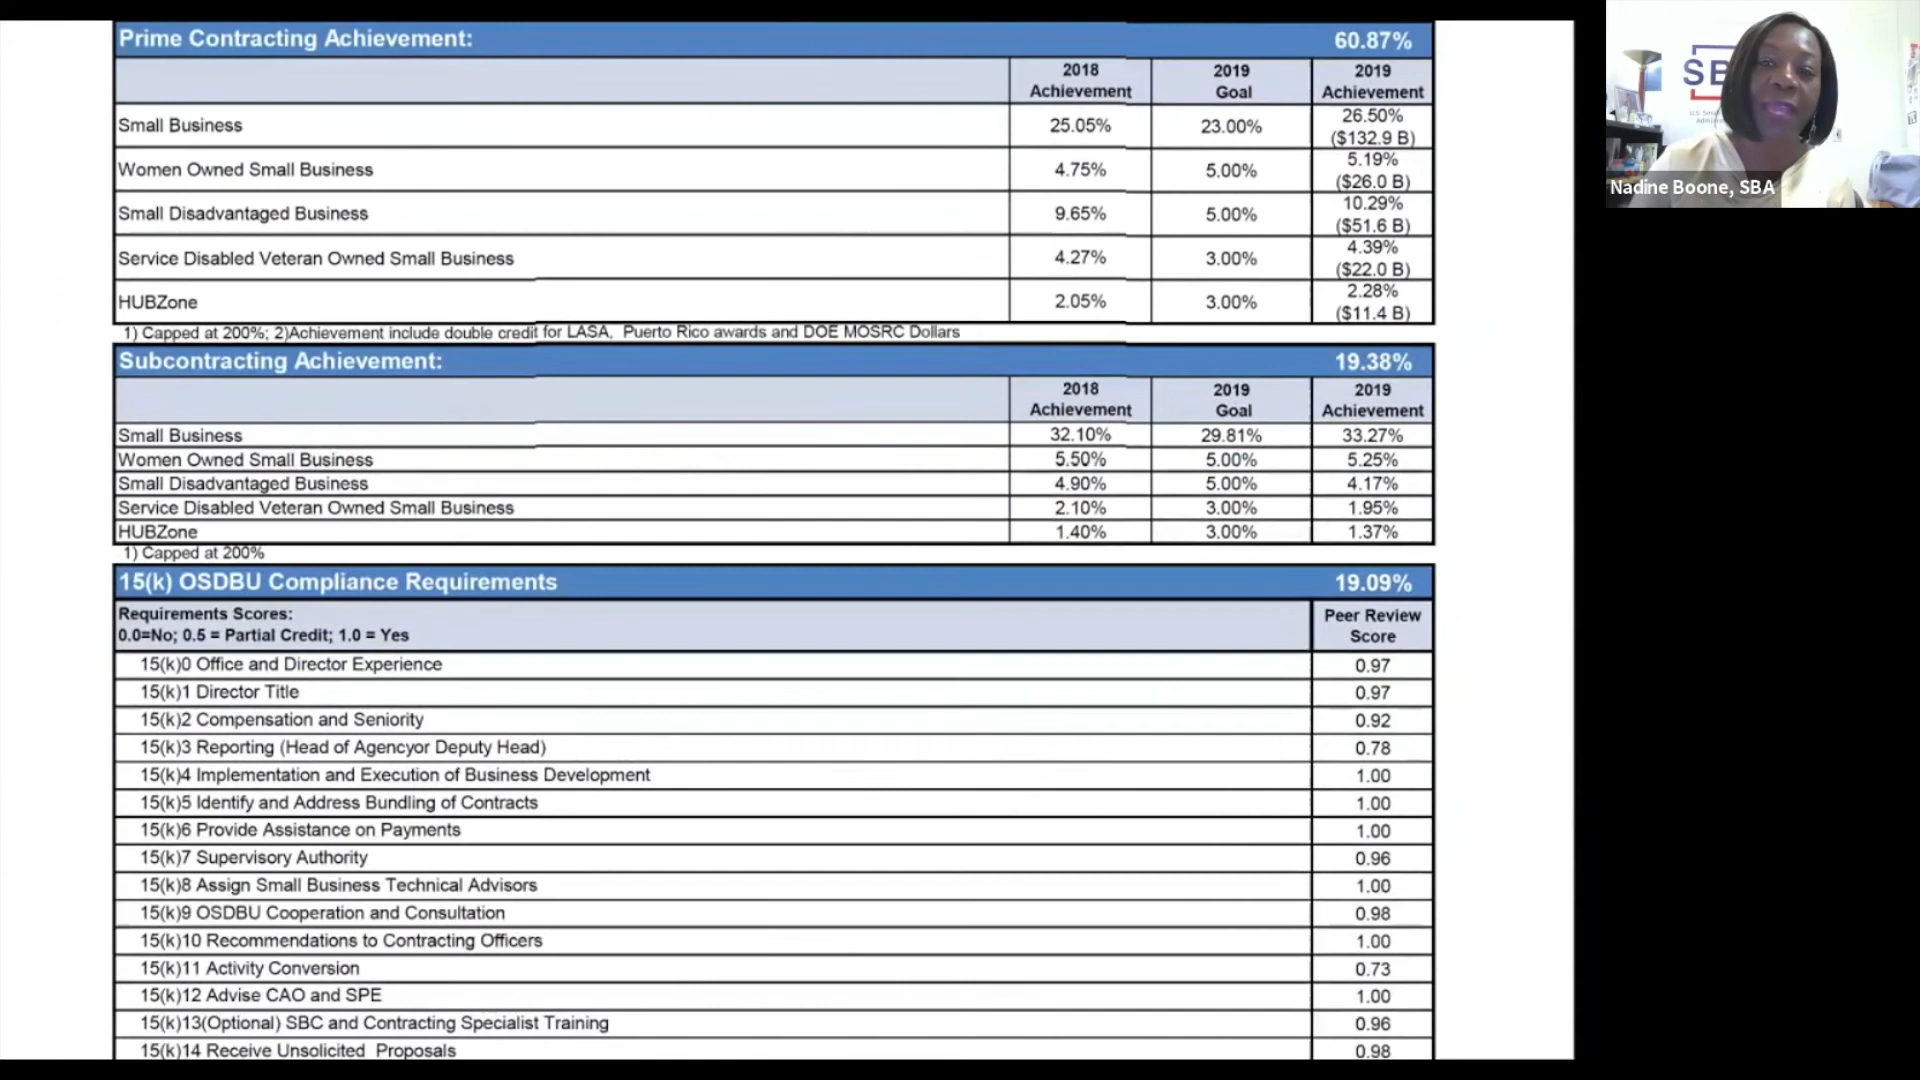 Prime Contracting Achievement: 60.87%
2018 Achievement 2019 Goal 2019 Achievement
Small Business 25.05% 23.00% 26.50% ($132.9 B)
Women Owned Small Business 4.75% 5.00% 5.19% ($26.0 B)
Small Disadvantaged Business 9.65% 5.00% 10.29% ($51.6 B)
Service Disabled Veteran Owned Small Business 4.27% 3.00% 4.39% ($22.0 B)
HUBZone 2.05% 3.00% 2.28% ($11.4 B)
1) Capped at 200%; 2)Achievement include double credit for LASA, Puerto Rico awards and DOE MOSRC Dollars
Subcontracting Achievement: 19.38%
2018 Achievement 2019 Goal 2019 Achievement
Small Business 32.10% 29.81% 33.27%
Women Owned Small Business 5.50% 5.00% 5.25%
Small Disadvantaged Business 4.90% 5.00% 4.17%
Service Disabled Veteran Owned Small Business 2.10% 3.00% 1.95%
HUBZone 1.40% 3.00% 1.37%
1) Capped at 200%
15(k) OSDBU Compliance Requirements 19.09%
Requirements Scores:
0.0=No; 0.5 = Partial Credit; 1.0 = Yes
Peer Review Score
15(k)0 Office and Director Experience 0.97
15(k)1 Director Title 0.97
15(k)2 Compensation and Seniority 0.92
15(k)3 Reporting (Head of Agencyor Deputy Head) 0.78
15(k)4 Implementation and Execution of Business Development 1.00
15(k)5 Identify and Address Bundling of Contracts 1.00
15(k)6 Provide Assistance on Payments 1.00
15(k)7 Supervisory Authority 0.96
15(k)8 Assign Small Business Technical Advisors 1.00
15(k)9 OSDBU Cooperation and Consultation 0.98
15(k)10 Recommendations to Contracting Officers 1.00
15(k)11 Activity Conversion 0.73
15(k)12 Advise CAO and SPE 1.00
15(k)13(Optional) SBC and Contracting Specialist Training 0.96
15(k)14 Receive Unsolicited Proposals 0.98
Nadine Boone, SBA